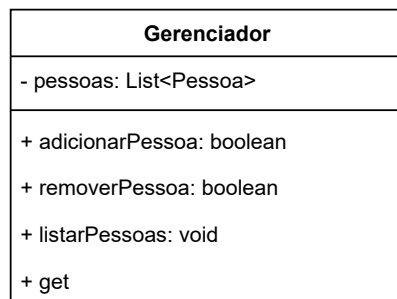 Gerenciador
- pessoas: List<Pessoa>
+ adicionarPessoa: boolean
+ removerPessoa: boolean
+ listarPessoas: void
+ get